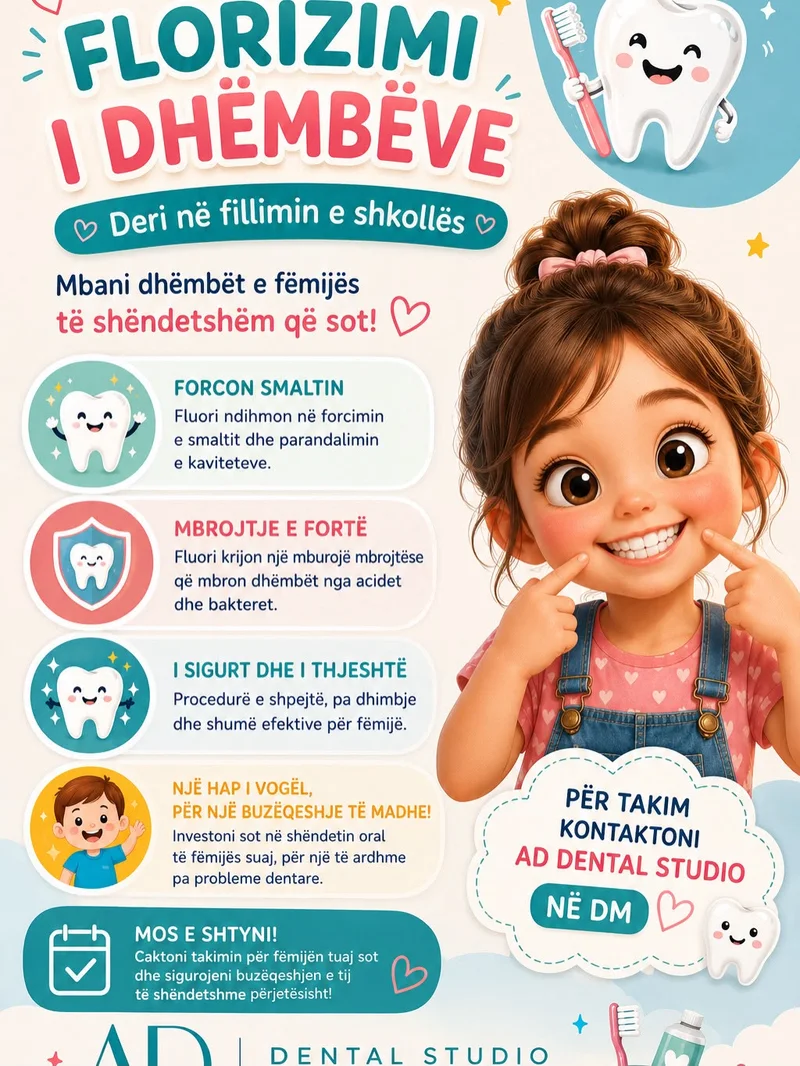 FLORIZIMI
I DHËMBËVE
Deri në fillimin e shkollës
Mbani dhëmbët e fëmijës
të shëndetshëm që sot!
FORCON SMALTIN
Fluori ndihmon në forcimin
e smaltit dhe parandalimin
e kaviteteve.
MBROJTJE E FORTË
Fluori krijon një mburojë mbrojtëse
që mbron dhëmbët nga acidet
dhe bakteret.
I SIGURT DHE I THJESHTË
Procedurë e shpejtë, pa dhimbje
dhe shumë efektive për fëmijë.
NJË HAP I VOGËL,
PËR NJË BUZËQESHJE TË MADHE!
Investoni sot në shëndetin oral
të fëmijës suaj, për një të ardhme
pa probleme dentare.
MOS E SHTYNI!
Caktoni takimin për fëmijën tuaj sot
dhe sigurojeni buzëqeshjen e tij
të shëndetshme përjetësisht!
PËR TAKIM
KONTAKTONI
AD DENTAL STUDIO
NË DM
AD
DENTAL STUDIO